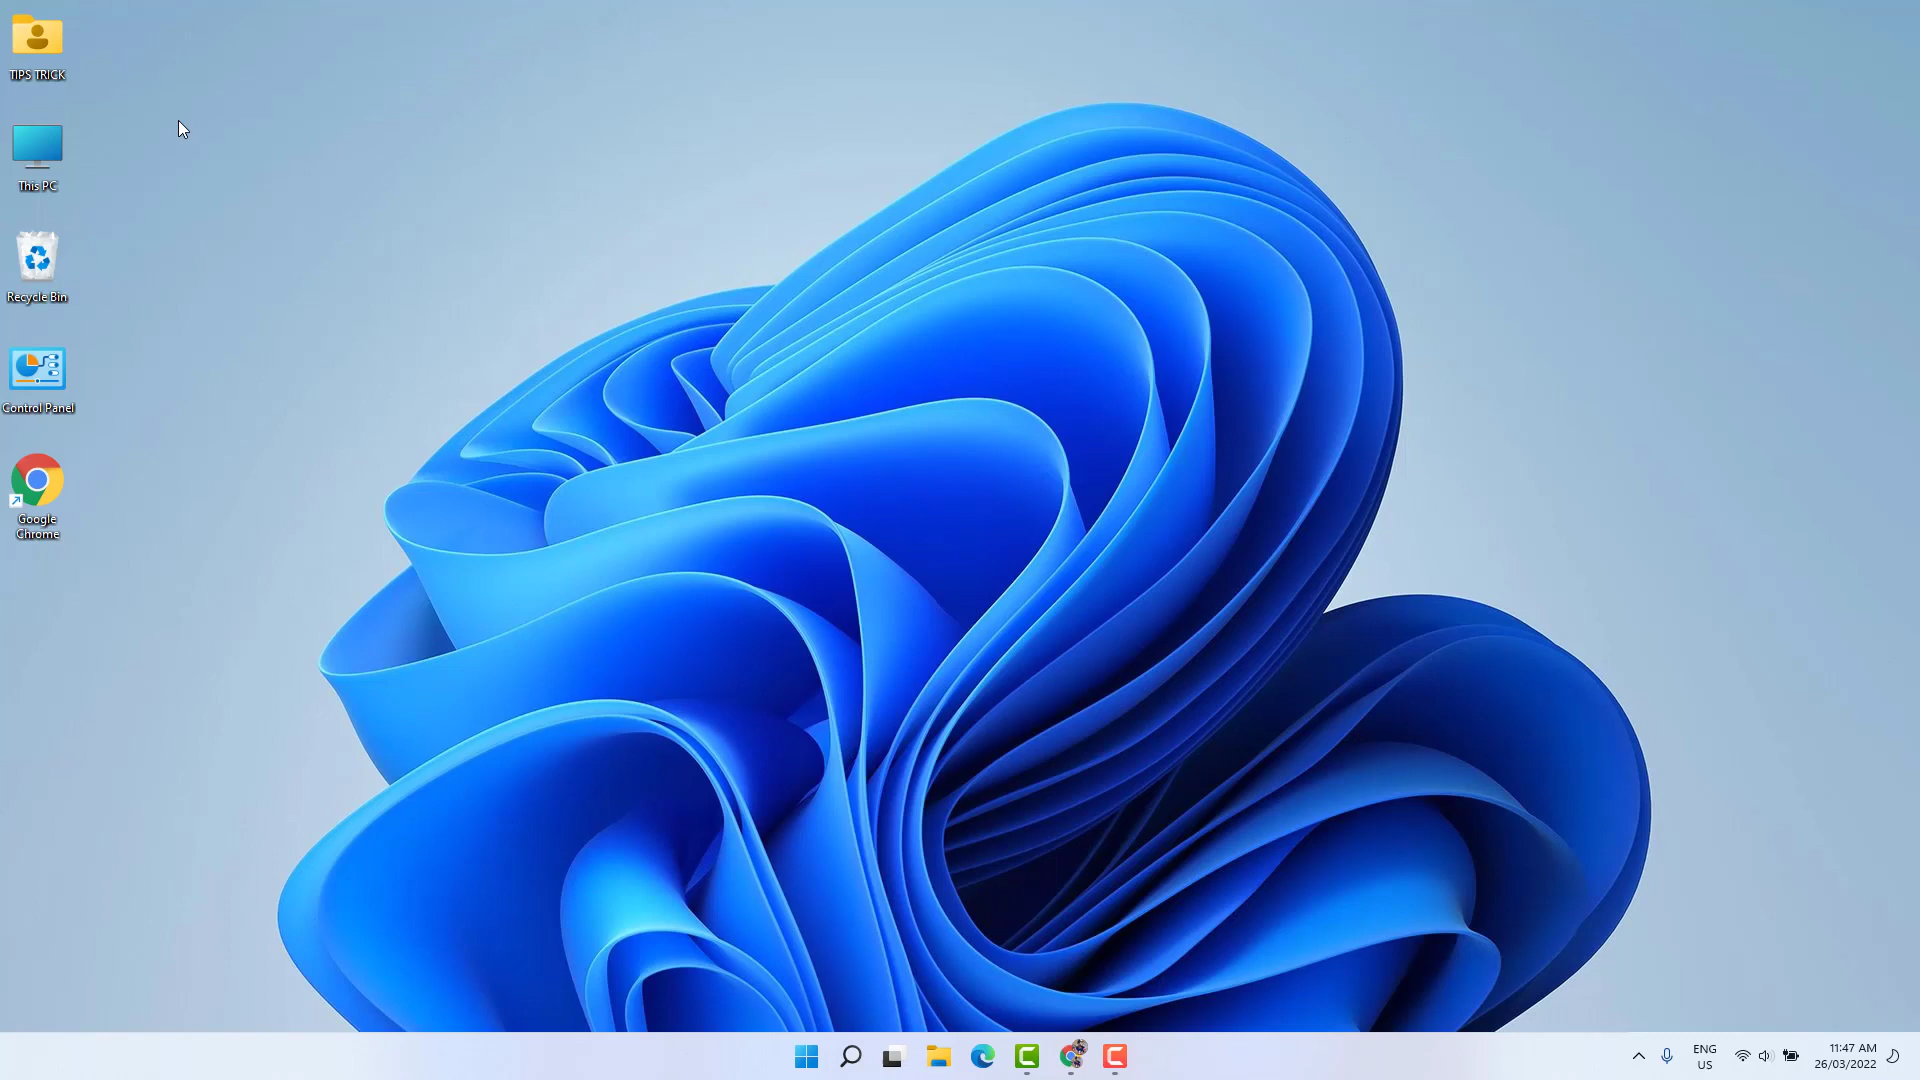 TIPS TRICK
This PC
Recycle Bin
Control Panel
Google
Chrome
ENG
US
11:47 AM
26/03/2022